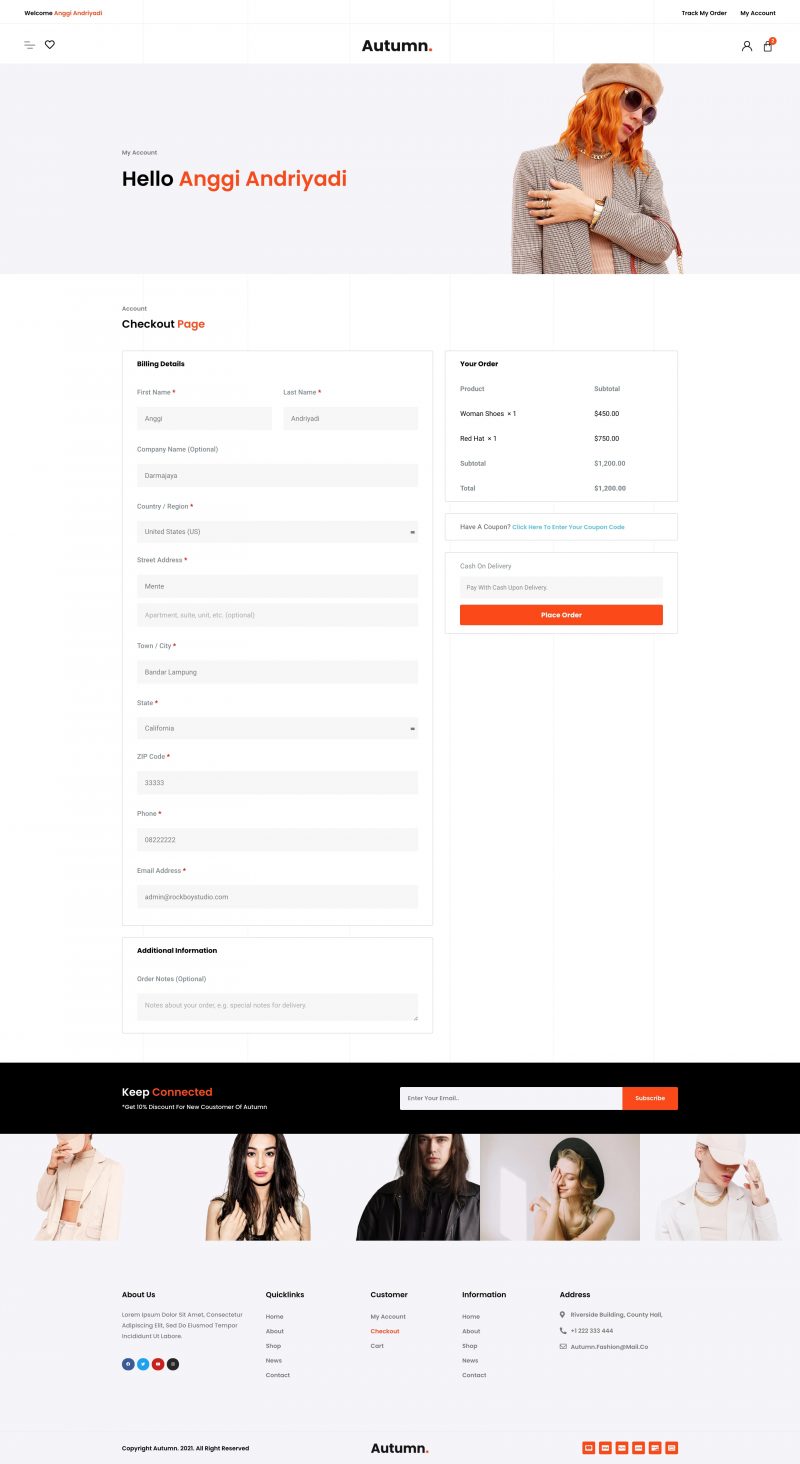 Welcome Anggi Andriyadi
Track My Order
My Account
Autumn.
2
My Account
Hello Anggi Andriyadi
Account
Checkout Page
Billing Details
First Name *
Last Name *
Anggi
Andriyadi
Company Name (Optional)
Darmajaya
Country / Region *
United States (US)
Street Address *
Mente
Apartment, suite, unit, etc. (optional)
Town / City *
Bandar Lampung
State *
California
ZIP Code *
33333
Phone *
08222222
Email Address *
admin@rockboystudio.com
Additional Information
Order Notes (Optional)
Notes about your order, e.g. special notes for delivery.
Your Order
Product
Subtotal
Woman Shoes × 1
$450.00
Red Hat × 1
$750.00
Subtotal
$1,200.00
Total
$1,200.00
Have A Coupon? Click Here To Enter Your Coupon Code
Cash On Delivery
Pay With Cash Upon Delivery.
Place Order
Keep Connected
*Get 10% Discount For New Coustomer Of Autumn
Enter Your Email..
Subscribe
About Us
Lorem Ipsum Dolor Sit Amet, Consectetur
Adipiscing Elit, Sed Do Eiusmod Tempor
Incididunt Ut Labore.
Quicklinks
Home
About
Shop
News
Contact
Customer
My Account
Checkout
Cart
Information
Home
About
Shop
News
Contact
Address
Riverside Building, County Hall,
+1 222 333 444
Autumn.Fashion@Mail.Co
Copyright Autumn. 2021. All Right Reserved
Autumn.